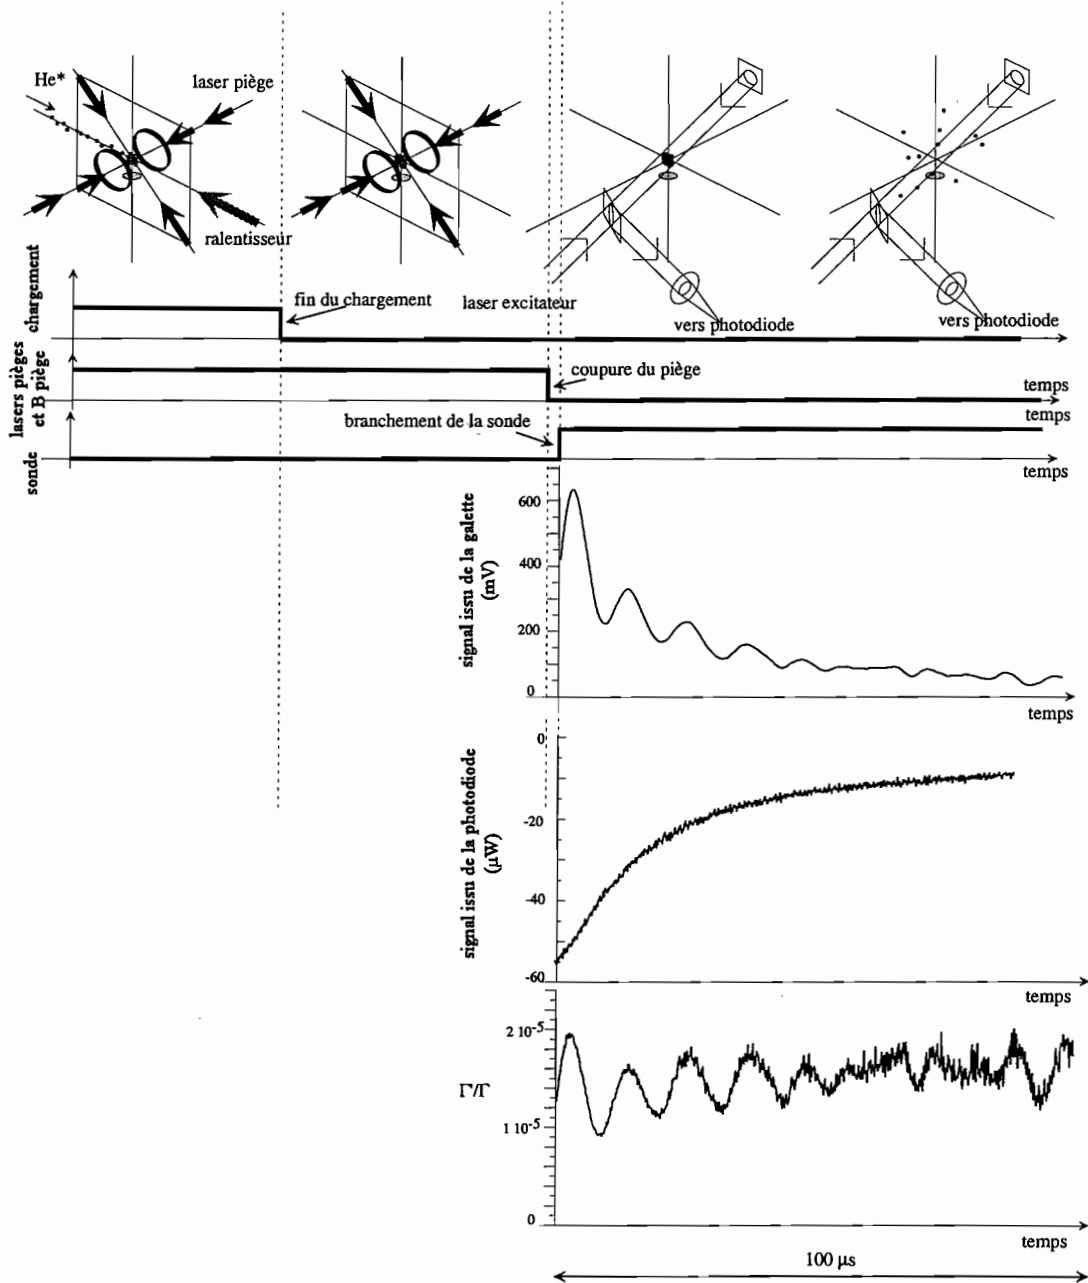 He*
laser piège
ralentisseur
chargement
fin du chargement
laser excitateur
vers photodiode
vers photodiode
lasers pièges
et B piège
coupure du piège
temps
temps
branchement de la sonde
sonde
temps
signal issu de la galette
(mV)
600
400
200
0
temps
signal issu de la photodiode
(µW)
0
-20
-40
-60
temps
Γ'/Γ
2 10⁻⁵
1 10⁻⁵
0
temps
100 µs